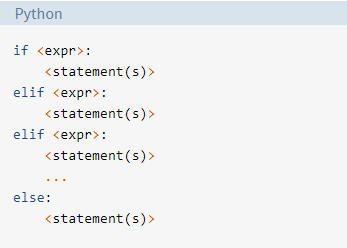 Python
if <expr>:
    <statement(s)>
elif <expr>:
    <statement(s)>
elif <expr>:
    <statement(s)>
    ...
else:
    <statement(s)>